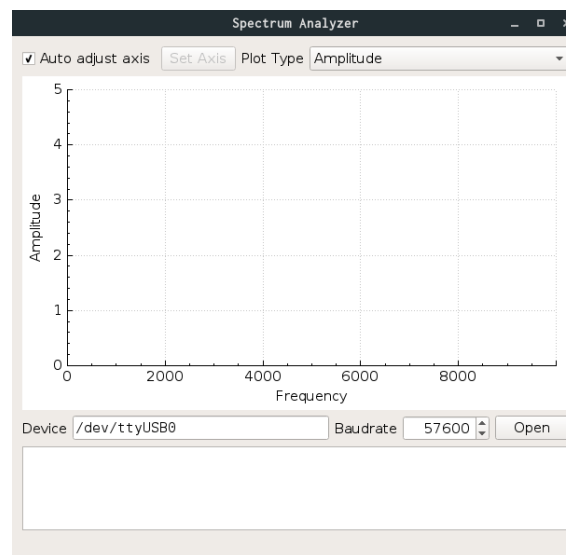 Spectrum Analyzer
Auto adjust axis Set Axis Plot Type Amplitude
5
4
3
2
1
0
Amplitude
0 2000 4000 6000 8000
Frequency
Device /dev/ttyUSB0 Baudrate 57600 Open